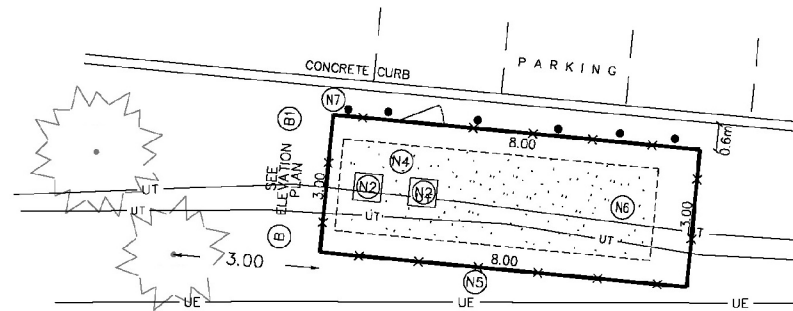 PARKING
CONCRETE CURB
N7
B1
8.00
0.6m
SEE
ELEVATION
PLAN
3.00
N4
N2
N2
N6
3.00
UT
UT
UT
UT
UT
B
3.00
8.00
N5
UE
UE
UE